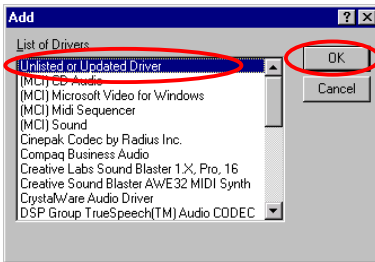 Add
List of Drivers
Unlisted or Updated Driver
(MCI) CD Audio
(MCI) Microsoft Video for Windows
(MCI) Midi Sequencer
(MCI) Sound
Cinepak Codec by Radius Inc.
Compaq Business Audio
Creative Labs Sound Blaster 1.X, Pro, 16
Creative Sound Blaster AWE32 MIDI Synth
CrystalWare Audio Driver
DSP Group TrueSpeech(TM) Audio CODEC
OK
Cancel